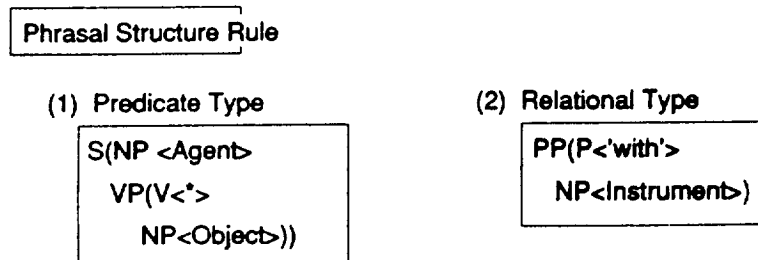 Phrasal Structure Rule
(1) Predicate Type
S(NP <Agent>
VP(V<*>
NP<Object>))
(2) Relational Type
PP(P<'with'>
NP<Instrument>)